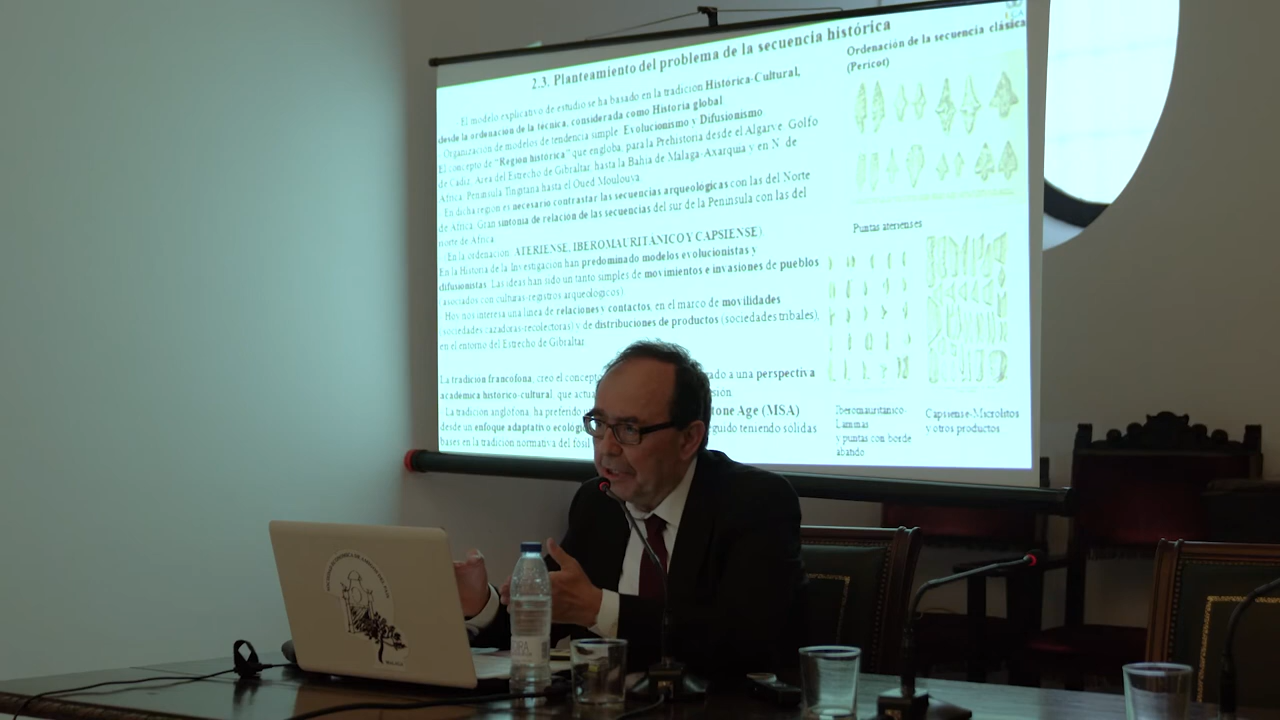 2.3. Planteamiento del problema de la secuencia histórica
- El modelo explicativo de estudio se ha basado en la tradición Histórica-Cultural,
desde la ordenación de la técnica, considerada como Historia global
- Organización de modelos de tendencia simple. Evolucionismo y Difusionismo
El concepto de "Región histórica" que engloba, para la Prehistoria desde el Algarve, Golfo
de Cádiz, Área del Estrecho de Gibraltar, hasta la Bahía de Málaga-Axarquía y en N. de
África. Península Tingitana hasta el Oued Moulouya.
- En dicha región es necesario contrastar las secuencias arqueológicas con las del Norte
de África. Gran sintonía de relación de las secuencias del sur de la Península con las del
norte de África.
- En la ordenación: ATERIENSE, IBEROMAURITANICO Y CAPSIENSE)
En la Historia de la Investigación han predominado modelos evolucionistas y
difusionistas. Las ideas han sido un tanto simples de movimientos e invasiones de pueblos
(asociados con culturas-registros arqueológicos).
- Hoy nos interesa una línea de relaciones y contactos, en el marco de movilidades
(sociedades cazadoras-recolectoras) y de distribuciones de productos (sociedades tribales),
en el entorno del Estrecho de Gibraltar.
La tradición francófona, creó el concepto ado a una perspectiva
académica histórico-cultural, que actu sión
- La tradición anglófona, ha preferido tone Age (MSA)
desde un enfoque adaptativo ecológi guido teniendo sólidas
bases en la tradición normativa del fósil
Ordenación de la secuencia clásica
(Pericot)
Puntas aterienses
Iberomauritánico-
Láminas
y puntas con borde
abatido
Capsiense-Microlitos
y otros productos